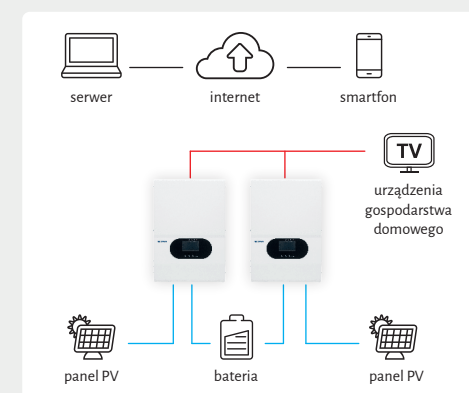 serwer
internet
smartfon
TV
urządzenia
gospodarstwa
domowego
panel PV
bateria
panel PV